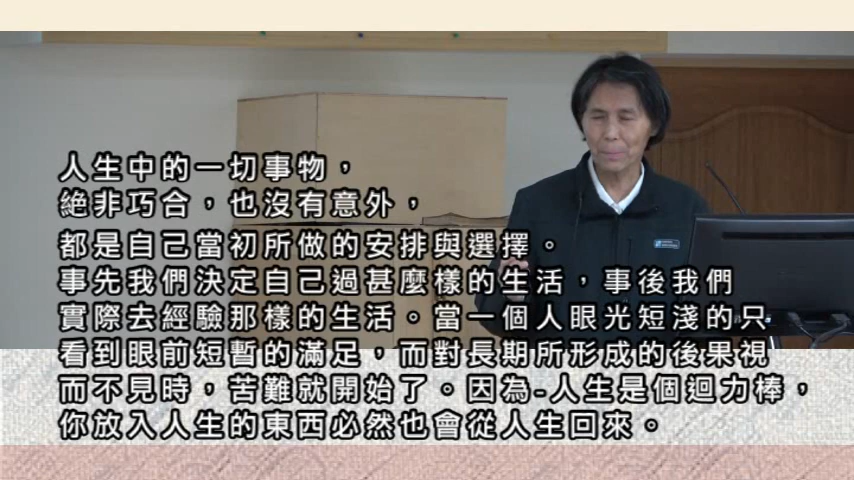 人生中的一切事物，
絕非巧合，也沒有意外，
都是自己當初所做的安排與選擇。
事先我們決定自己過甚麼樣的生活，事後我們
實際去經驗那樣的生活。當一個人眼光短淺的只
看到眼前短暫的滿足，而對長期所形成的後果視
而不見時，苦難就開始了。因為-人生是個迴力棒，
你放入人生的東西必然也會從人生回來。